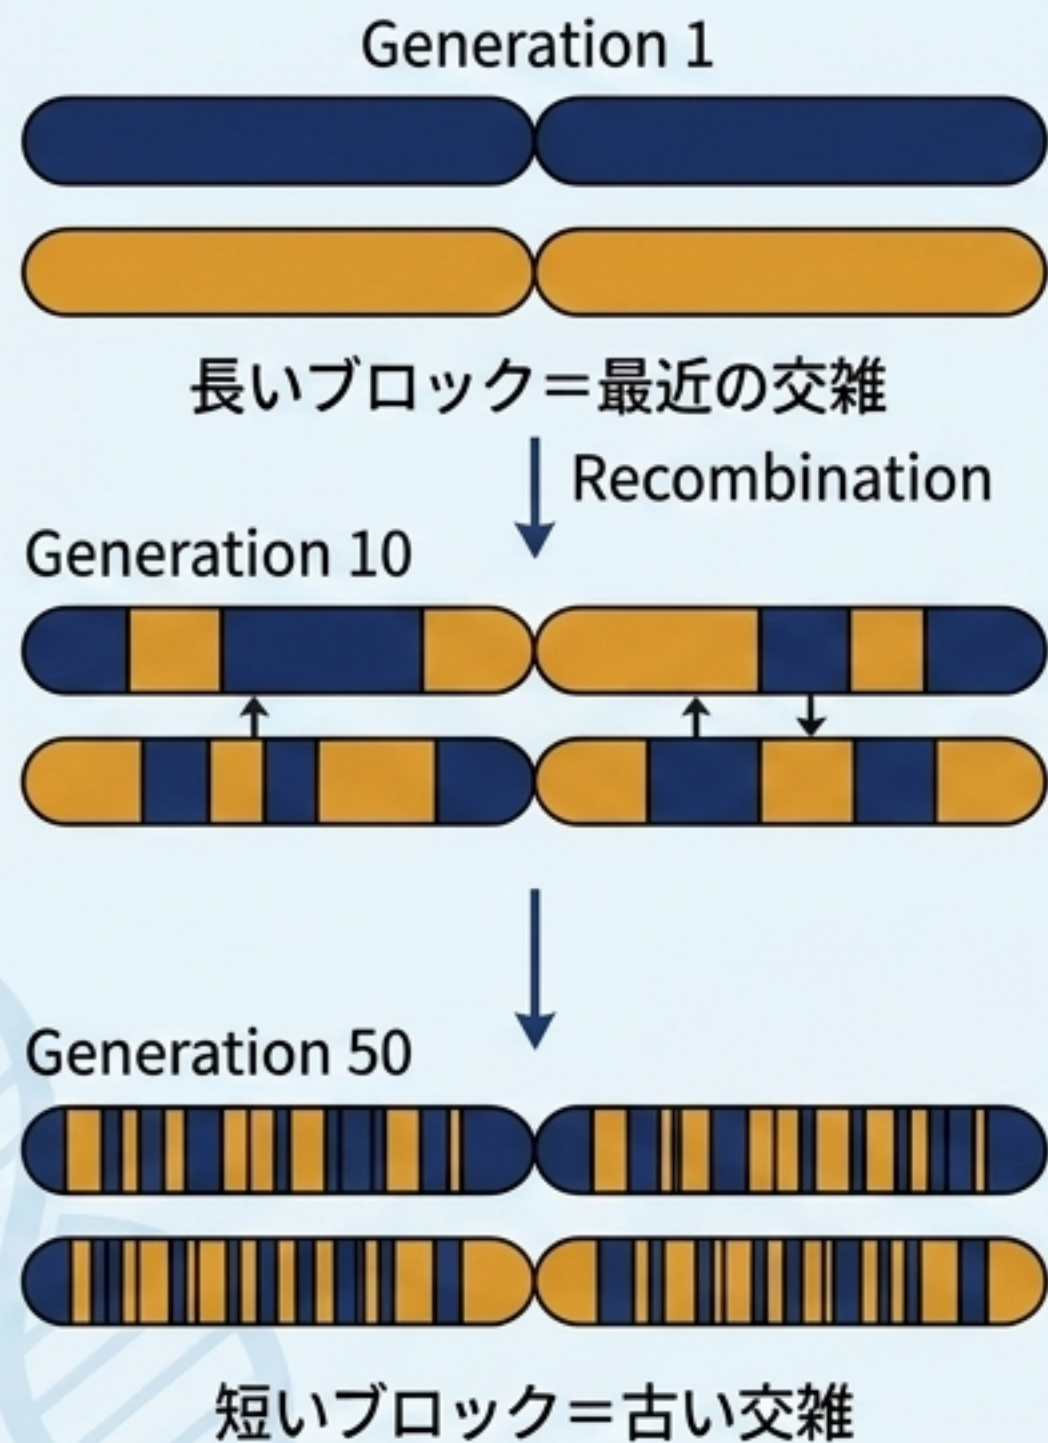 Generation 1
長いブロック＝最近の交雑
Recombination
Generation 10
Generation 50
短いブロック＝古い交雑